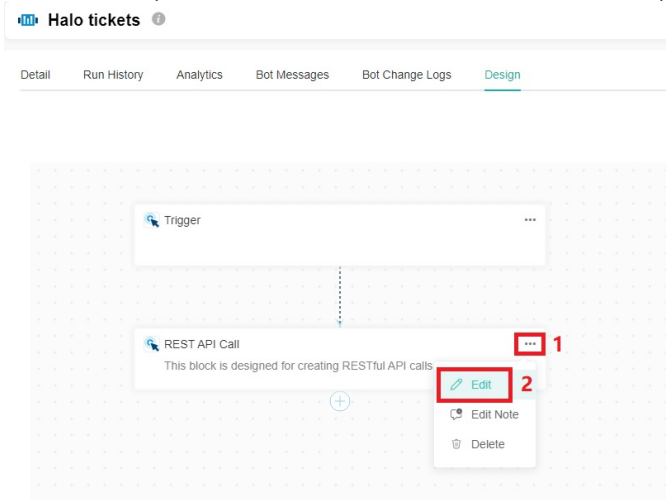 Halo tickets
Detail Run History Analytics Bot Messages Bot Change Logs Design
Trigger
REST API Call
1
This block is designed for creating RESTful API calls
Edit
2
Edit Note
Delete